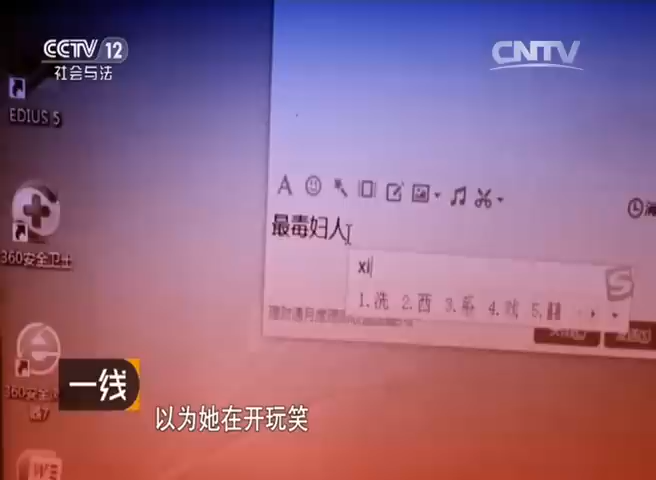 CCTV 12
社会与法
CNTV
EDIUS 5
A
最毒妇人
xi
1.洗 2.西 3.系 4.戏 5.
S
360安全卫士
一线
以为她在开玩笑